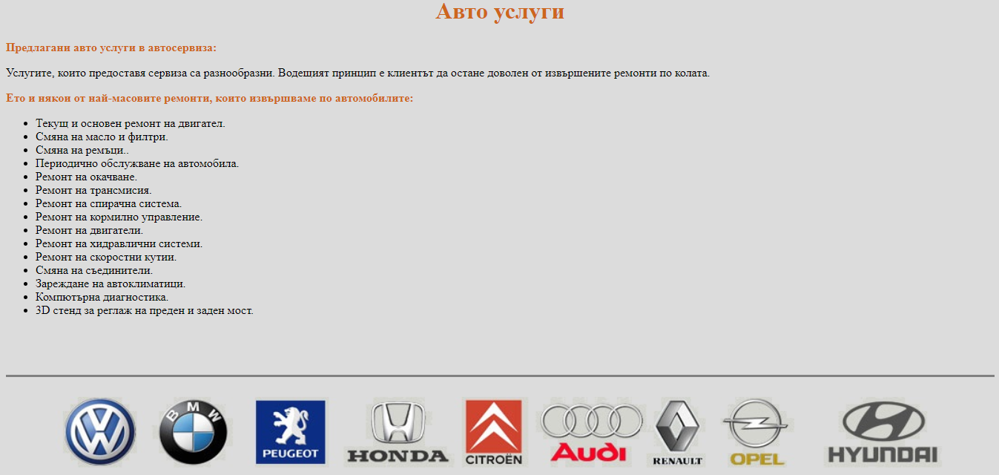 Авто услуги
Предлагани авто услуги в автосервиза:
Услугите, които предоставя сервиза са разнообразни. Водещият принцип е клиентът да остане доволен от извършените ремонти по колата.
Ето и някои от най-масовите ремонти, които извършваме по автомобилите:
Текущ и основен ремонт на двигател.
Смяна на масло и филтри.
Смяна на ремъци..
Периодично обслужване на автомобила.
Ремонт на окачване.
Ремонт на трансмисия.
Ремонт на спирачна система.
Ремонт на кормилно управление.
Ремонт на двигатели.
Ремонт на хидравлични системи.
Ремонт на скоростни кутии.
Смяна на съединители.
Зареждане на автоклиматици.
Компютърна диагностика.
3D стенд за реглаж на преден и заден мост.
BMW
PEUGEOT
HONDA
CITROËN
Audi
RENAULT
OPEL
HYUNDAI